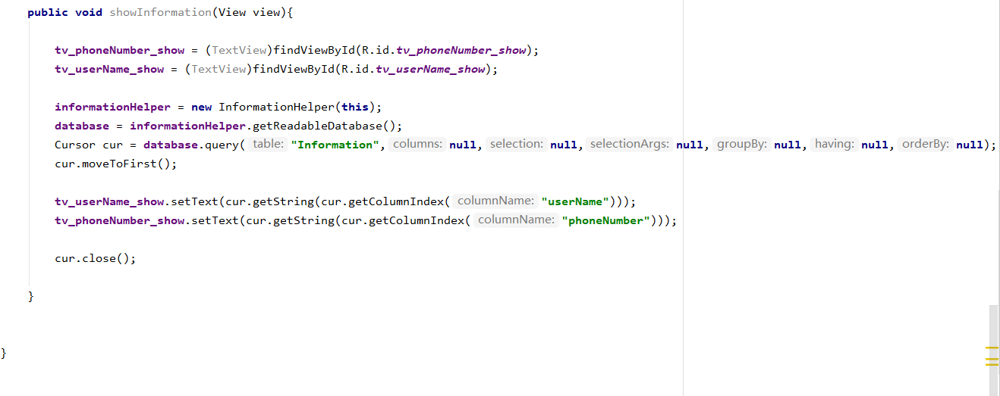 public void showInformation(View view){
tv_phoneNumber_show = (TextView)findViewById(R.id.tv_phoneNumber_show);
tv_userName_show = (TextView)findViewById(R.id.tv_userName_show);
informationHelper = new InformationHelper(this);
database = informationHelper.getReadableDatabase();
Cursor cur = database.query( table: "Information", columns: null, selection: null, selectionArgs: null, groupBy: null, having: null, orderBy: null);
cur.moveToFirst();
tv_userName_show.setText(cur.getString(cur.getColumnIndex( columnName: "userName")));
tv_phoneNumber_show.setText(cur.getString(cur.getColumnIndex( columnName: "phoneNumber")));
cur.close();
}
}